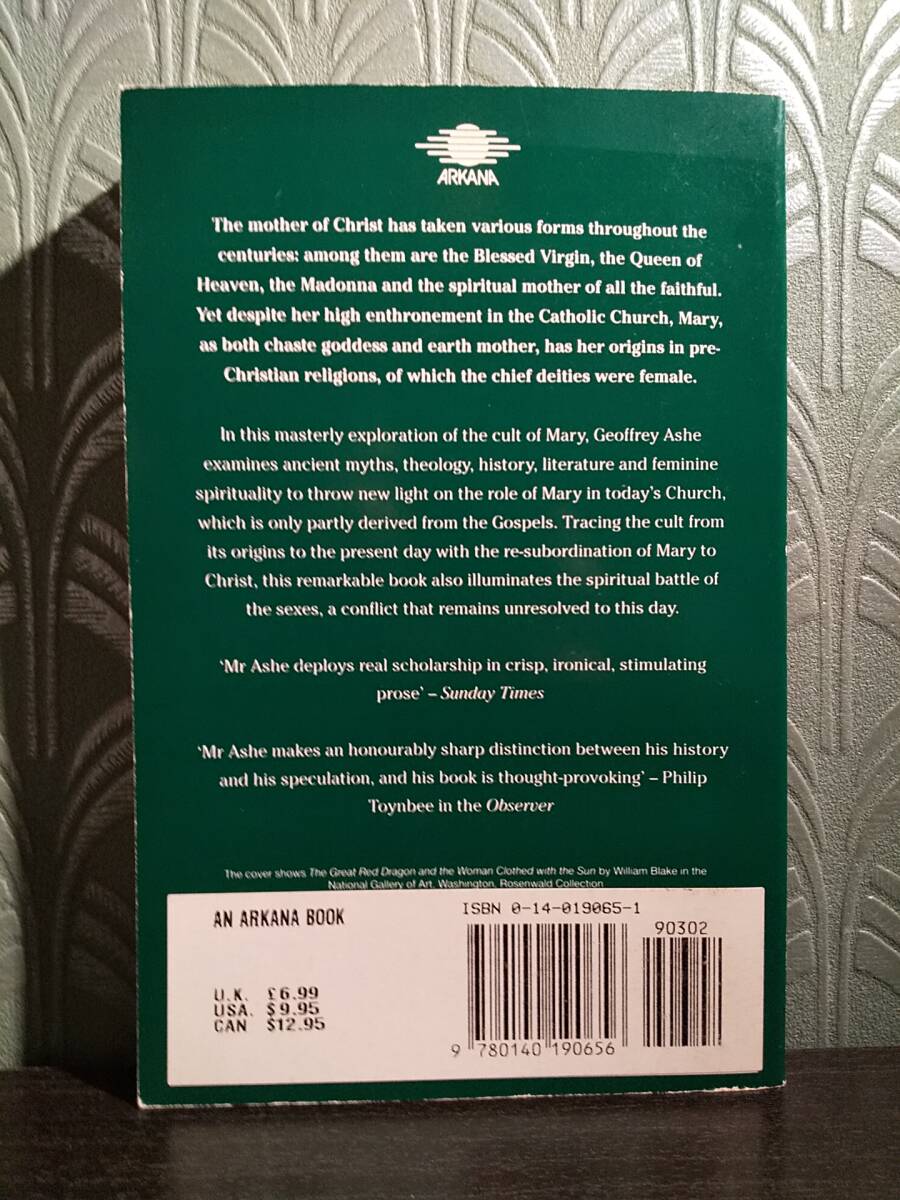 ARKANA
The mother of Christ has taken various forms throughout the
centuries: among them are the Blessed Virgin, the Queen of
Heaven, the Madonna and the spiritual mother of all the faithful.
Yet despite her high enthronement in the Catholic Church, Mary,
as both chaste goddess and earth mother, has her origins in pre-
Christian religions, of which the chief deities were female.
In this masterly exploration of the cult of Mary, Geoffrey Ashe
examines ancient myths, theology, history, literature and feminine
spirituality to throw new light on the role of Mary in today's Church,
which is only partly derived from the Gospels. Tracing the cult from
its origins to the present day with the re-subordination of Mary to
Christ, this remarkable book also illuminates the spiritual battle of
the sexes, a conflict that remains unresolved to this day.
'Mr Ashe deploys real scholarship in crisp, ironical, stimulating
prose' – Sunday Times
'Mr Ashe makes an honourably sharp distinction between his history
and his speculation, and his book is thought-provoking' – Philip
Toynbee in the Observer
The cover shows The Great Red Dragon and the Woman Clothed with the Sun by William Blake in the
National Gallery of Art, Washington, Rosenwald Collection
AN ARKANA BOOK
ISBN 0-14-019065-1
90302
U.K. £6.99
USA. $9.95
CAN $12.95
9 780140 190656